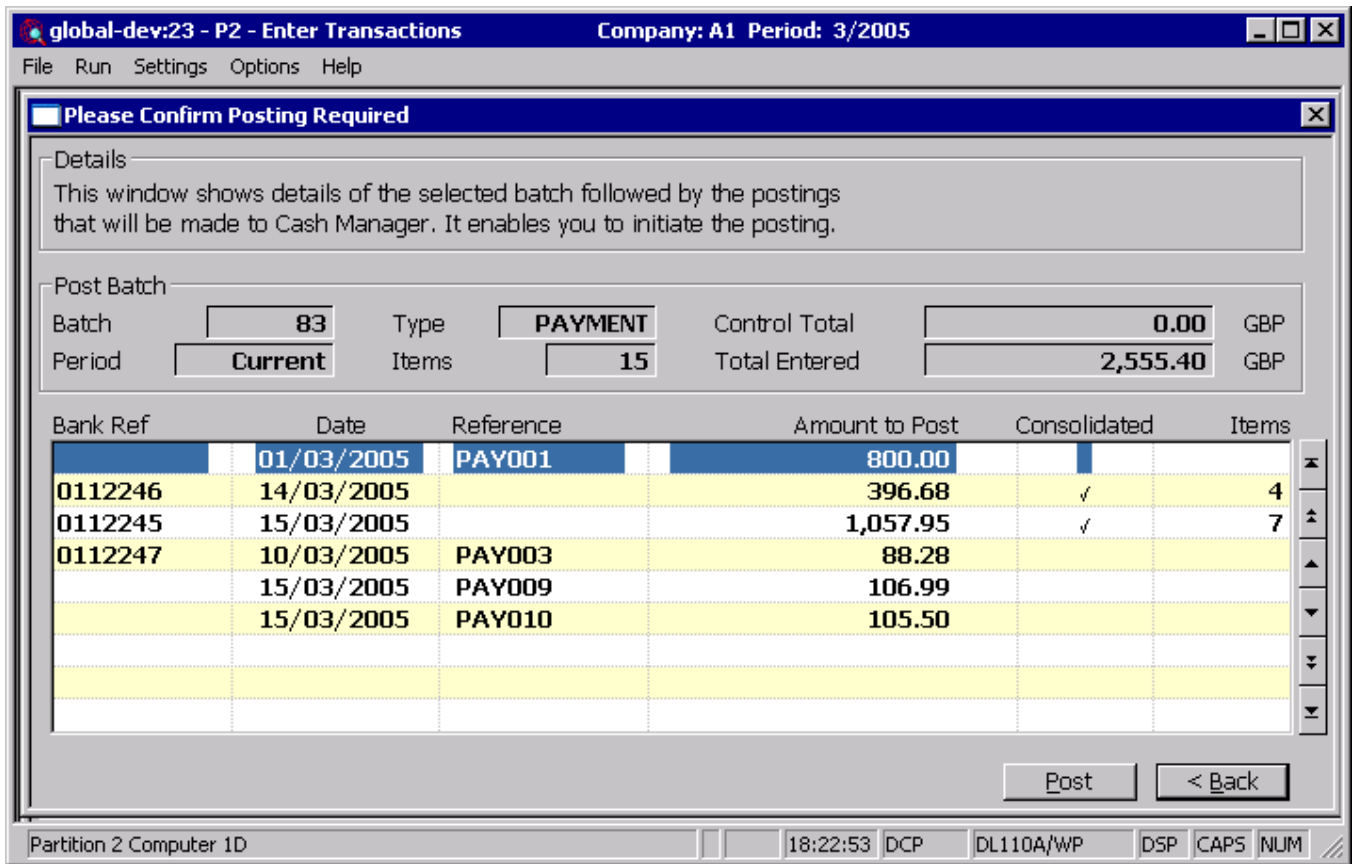 global-dev:23 - P2 - Enter Transactions Company: A1 Period: 3/2005
File Run Settings Options Help
Please Confirm Posting Required
Details
This window shows details of the selected batch followed by the postings
that will be made to Cash Manager. It enables you to initiate the posting.
Post Batch
Batch 83 Type PAYMENT Control Total 0.00 GBP
Period Current Items 15 Total Entered 2,555.40 GBP
Bank Ref Date Reference Amount to Post Consolidated Items
01/03/2005 PAY001 800.00
0112246 14/03/2005 396.68 √ 4
0112245 15/03/2005 1,057.95 √ 7
0112247 10/03/2005 PAY003 88.28
15/03/2005 PAY009 106.99
15/03/2005 PAY010 105.50
Post < Back
Partition 2 Computer 1D 18:22:53 DCP DL110A/WP DSP CAPS NUM